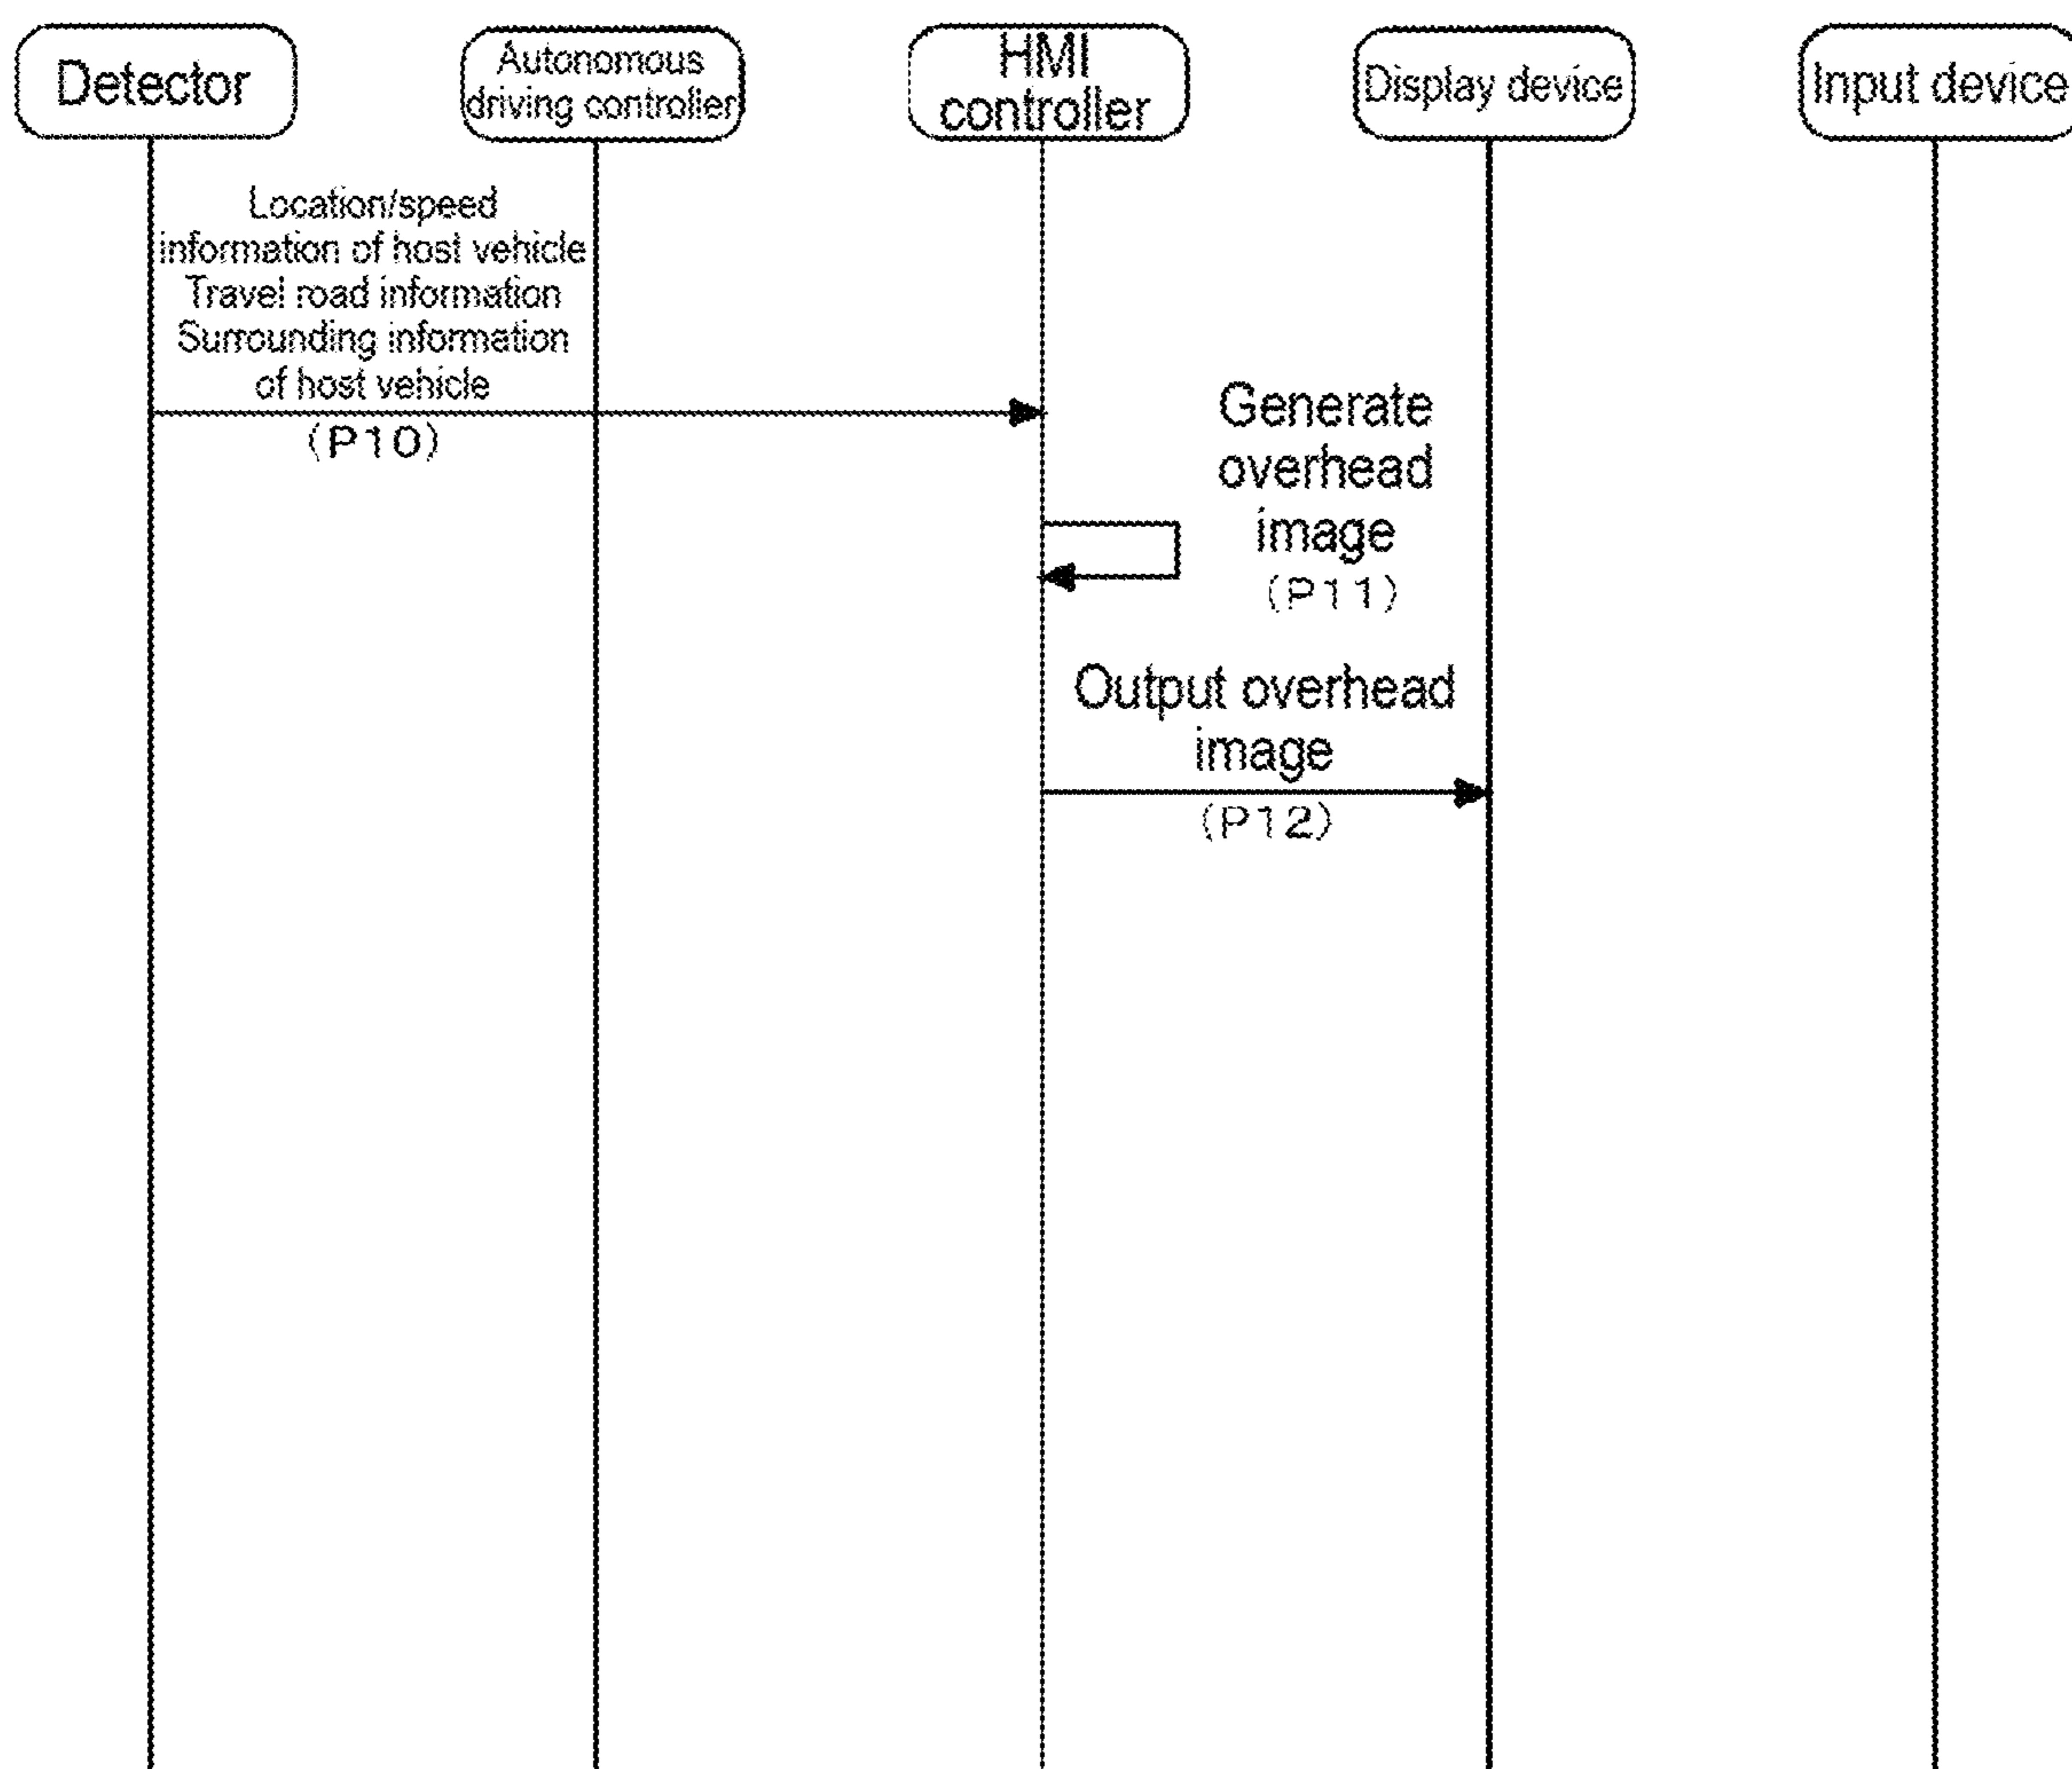 Detector
Autonomous
driving controller
HMI
controller
Display device
Input device
Location/speed
information of host vehicle
Travel road information
Surrounding information
of host vehicle
(P10)
Generate
overhead
image
(P11)
Output overhead
image
(P12)